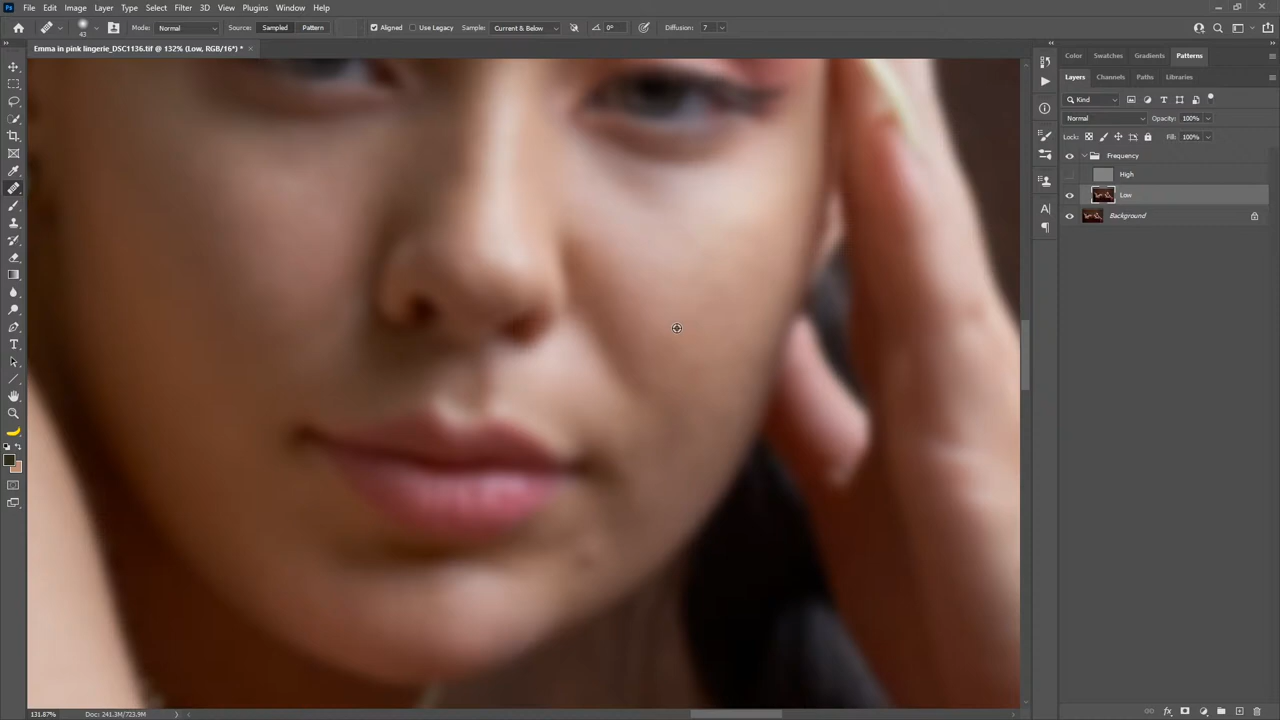 File Edit Image Layer Type Select Filter 3D View Plugins Window Help
43 Mode: Normal Source: Sampled Pattern Aligned Use Legacy Sample: Current & Below 0° Diffusion: 7
Emma in pink lingerie_DSC1136.tif @ 132% (Low, RGB/16*) *
Color Swatches Gradients Patterns
Layers Channels Paths Libraries
Kind
Normal Opacity: 100%
Lock: Fill: 100%
Frequency
High
Low
Background
131.87% Doc: 241.3M/723.9M